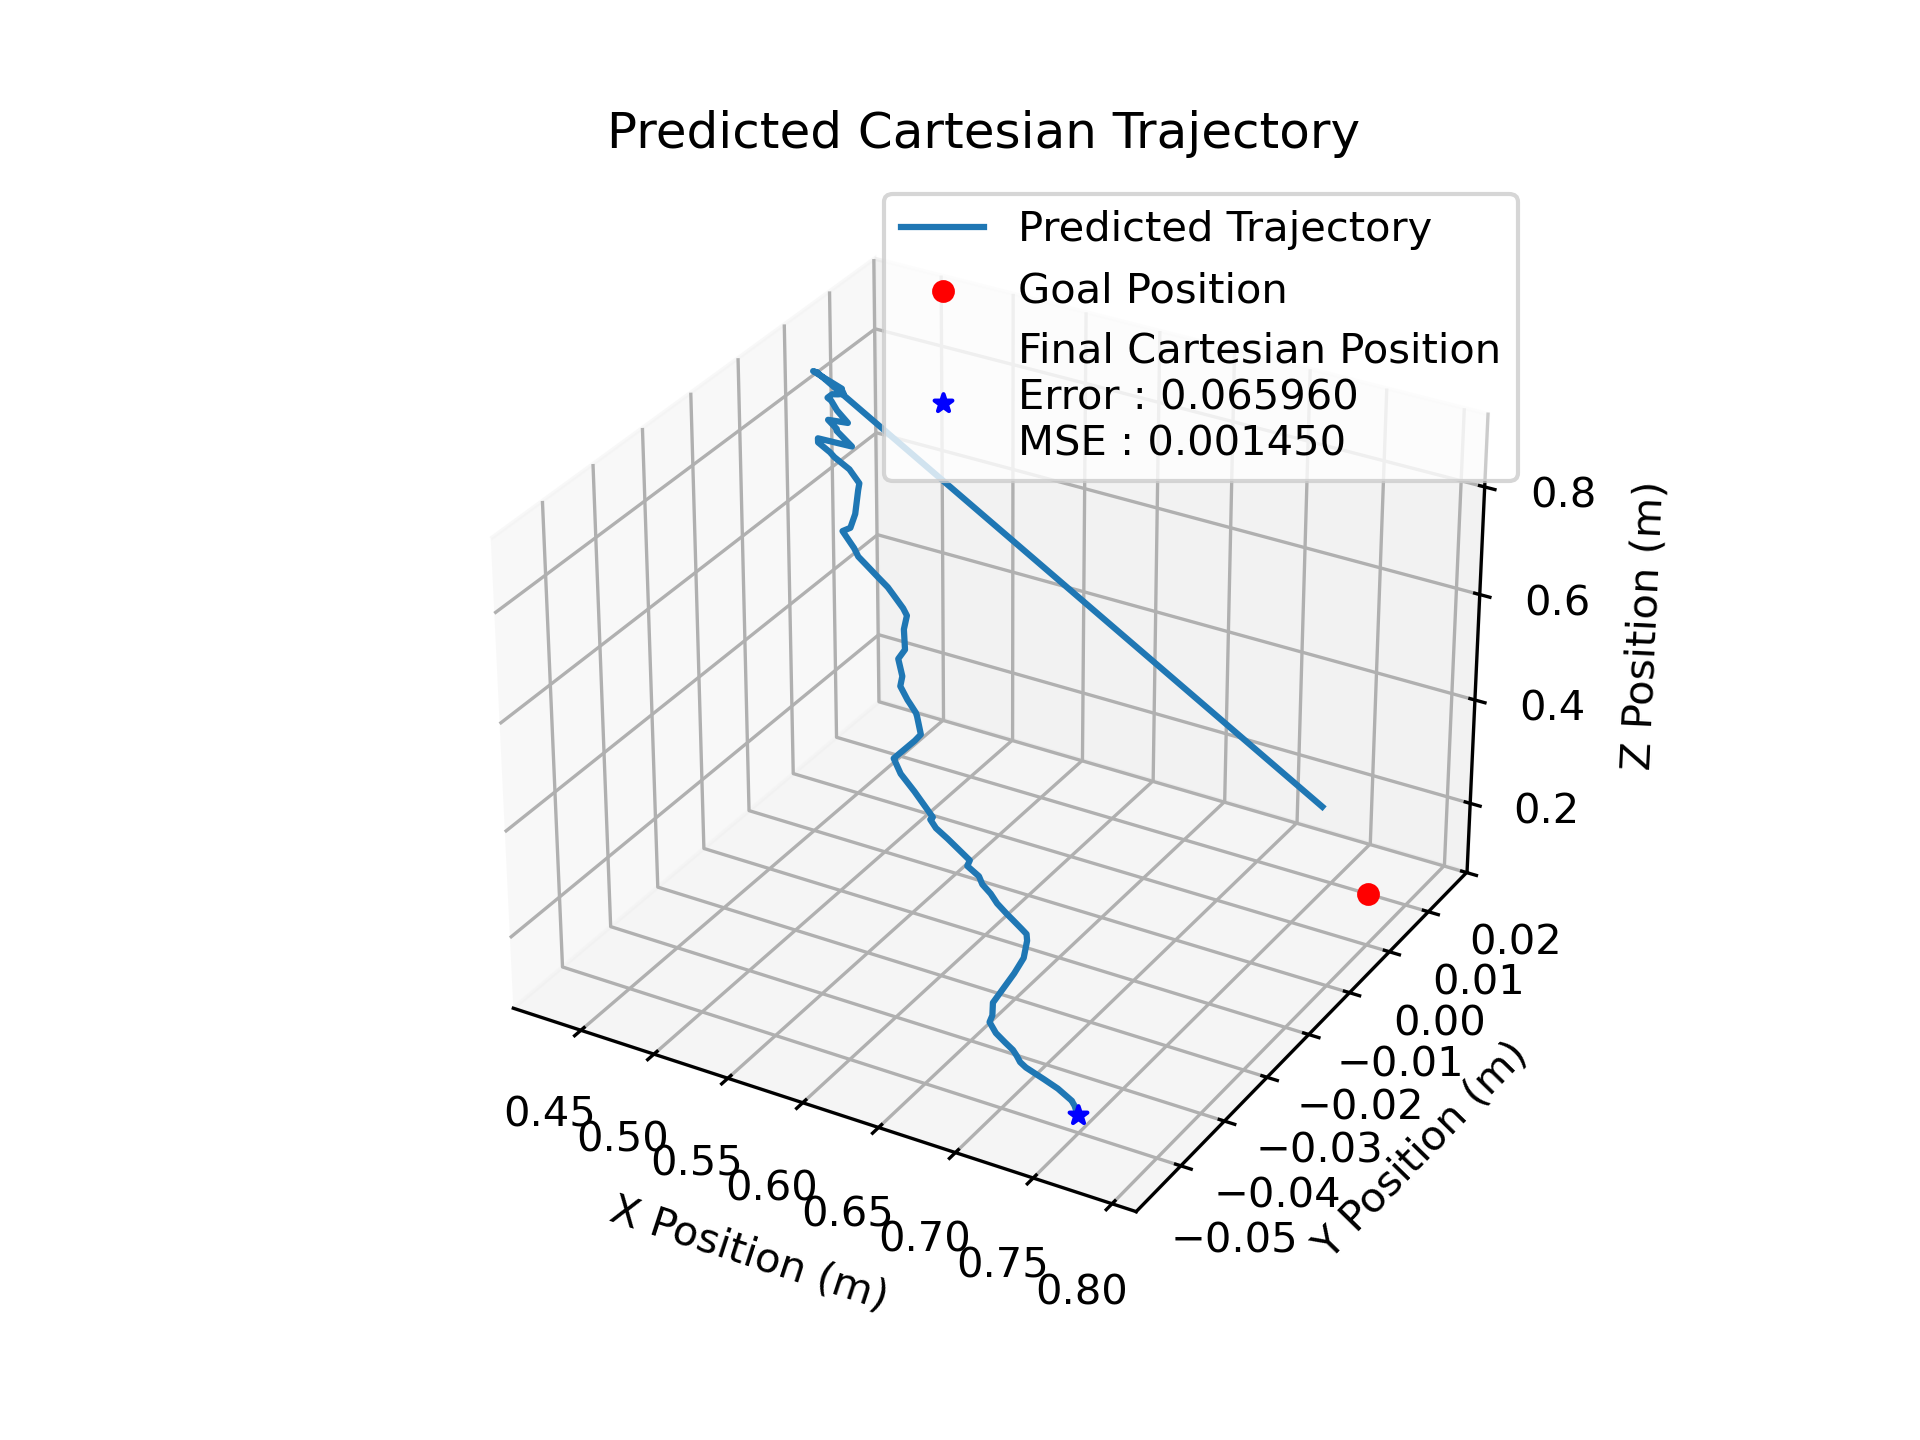 Predicted Cartesian Trajectory
Predicted Trajectory
Goal Position
Final Cartesian Position
Error : 0.065960
MSE : 0.001450
0.8
0.6
0.4
0.2
Z Position (m)
0.02
0.01
0.00
−0.01
−0.02
−0.03
−0.04
−0.05
Y Position (m)
0.45
0.50
0.55
0.60
0.65
0.70
0.75
0.80
X Position (m)